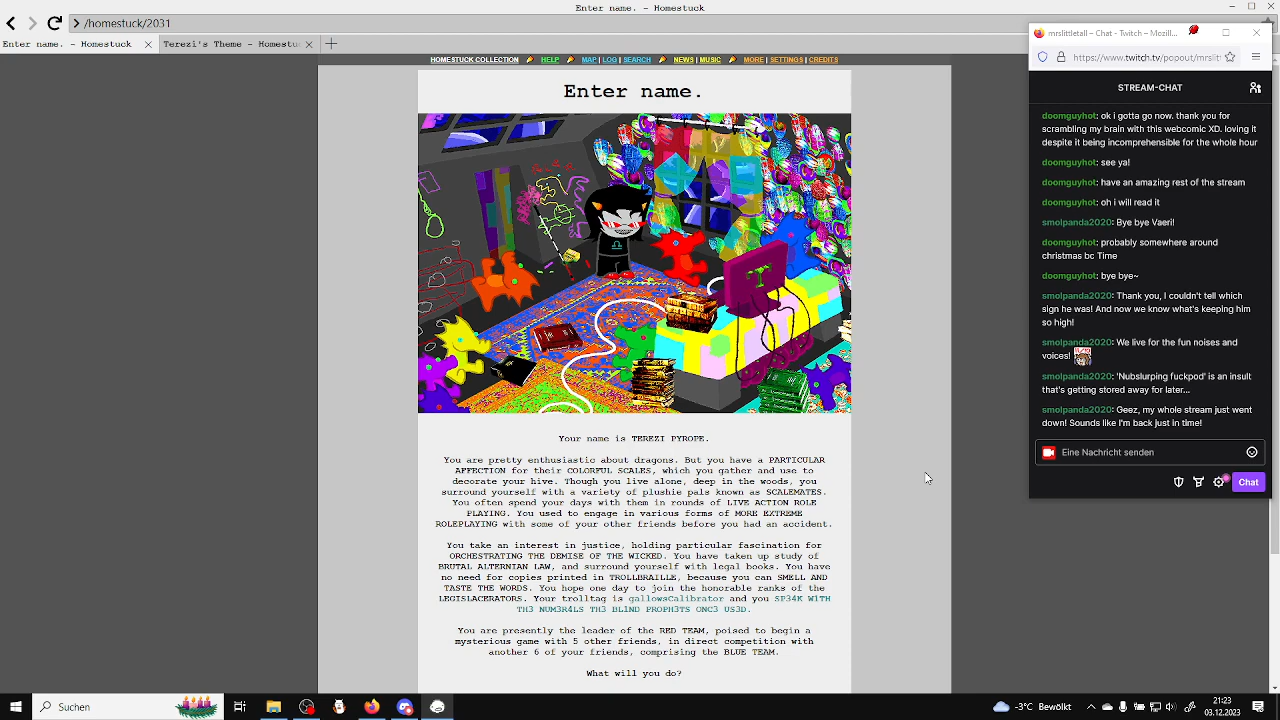 Enter name. - Homestuck
/homestuck/2031
Enter name. - Homestuck
Terezi's Theme - Homestu
HOMESTUCK COLLECTION HELP MAP | LOG | SEARCH NEWS | MUSIC MORE | SETTINGS | CREDITS
Enter name.
Your name is TEREZI PYROPE.
You are pretty enthusiastic about dragons. But you have a PARTICULAR
AFFECTION for their COLORFUL SCALES, which you gather and use to
decorate your hive. Though you live alone, deep in the woods, you
surround yourself with a variety of plushie pals known as SCALEMATES.
You often spend your days with them in rounds of LIVE ACTION ROLE
PLAYING. You used to engage in various forms of MORE EXTREME
ROLEPLAYING with some of your other friends before you had an accident.
You take an interest in justice, holding particular fascination for
ORCHESTRATING THE DEMISE OF THE WICKED. You have taken up study of
BRUTAL ALTERNIAN LAW, and surround yourself with legal books. You have
no need for copies printed in TROLLBRAILLE, because you can SMELL AND
TASTE THE WORDS. You hope one day to join the honorable ranks of the
LEGISLACERATORS. Your trolltag is gallowsCalibrator and you SP34K W1TH
TH3 NUM3R4LS TH3 BL1ND PROPH3TS ONC3 US3D.
You are presently the leader of the RED TEAM, poised to begin a
mysterious game with 5 other friends, in direct competition with
another 6 of your friends, comprising the BLUE TEAM.
What will you do?
mrslittletall – Chat - Twitch – Mozill...
https://www.twitch.tv/popout/mrslit
STREAM-CHAT
doomguyhot: ok i gotta go now. thank you for
scrambling my brain with this webcomic XD. loving it
despite it being incomprehensible for the whole hour
doomguyhot: see ya!
doomguyhot: have an amazing rest of the stream
doomguyhot: oh i will read it
smolpanda2020: Bye bye Vaeri!
doomguyhot: probably somewhere around
christmas bc Time
doomguyhot: bye bye~
smolpanda2020: Thank you, I couldn't tell which
sign he was! And now we know what's keeping him
so high!
smolpanda2020: We live for the fun noises and
voices!
smolpanda2020: 'Nubslurping fuckpod' is an insult
that's getting stored away for later...
smolpanda2020: Geez, my whole stream just went
down! Sounds like I'm back just in time!
Eine Nachricht senden
Chat
Suchen
-3°C Bewölkt
21:23
03.12.2023